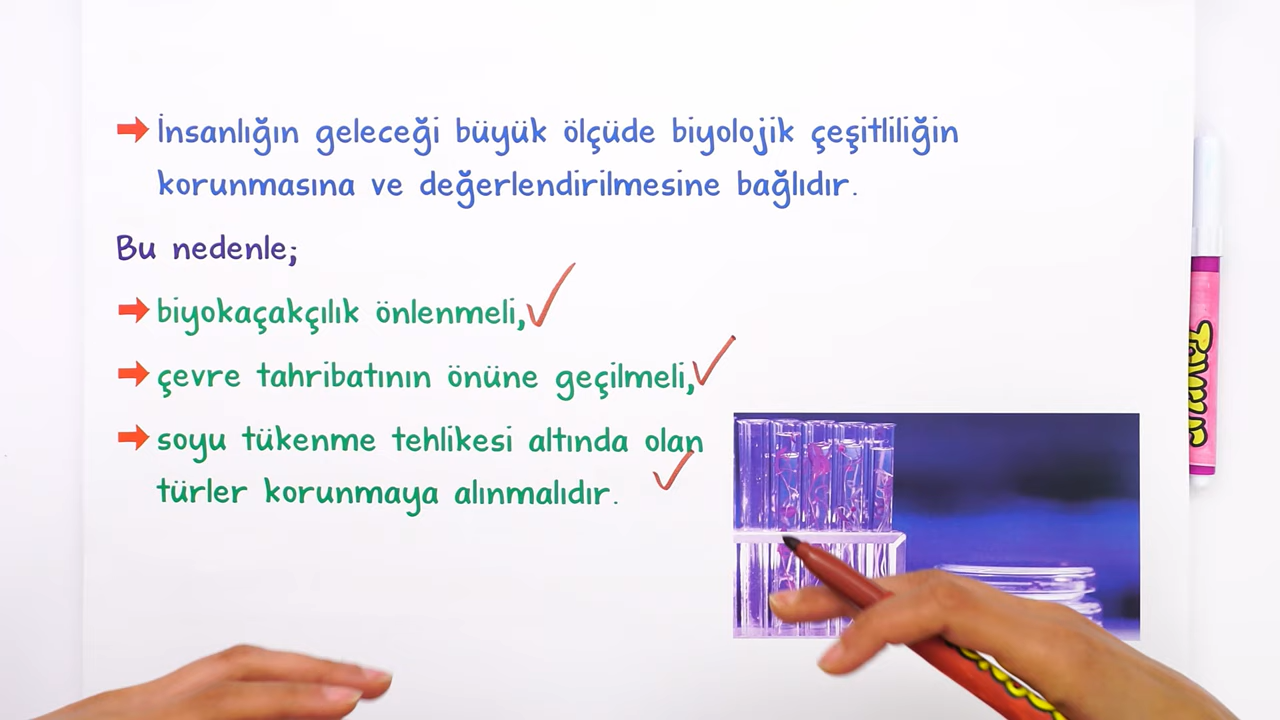 İnsanlığın geleceği büyük ölçüde biyolojik çeşitliliğin
korunmasına ve değerlendirilmesine bağlıdır.
Bu nedenle;
biyokaçakçılık önlenmeli,
çevre tahribatının önüne geçilmeli,
soyu tükenme tehlikesi altında olan
türler korunmaya alınmalıdır.